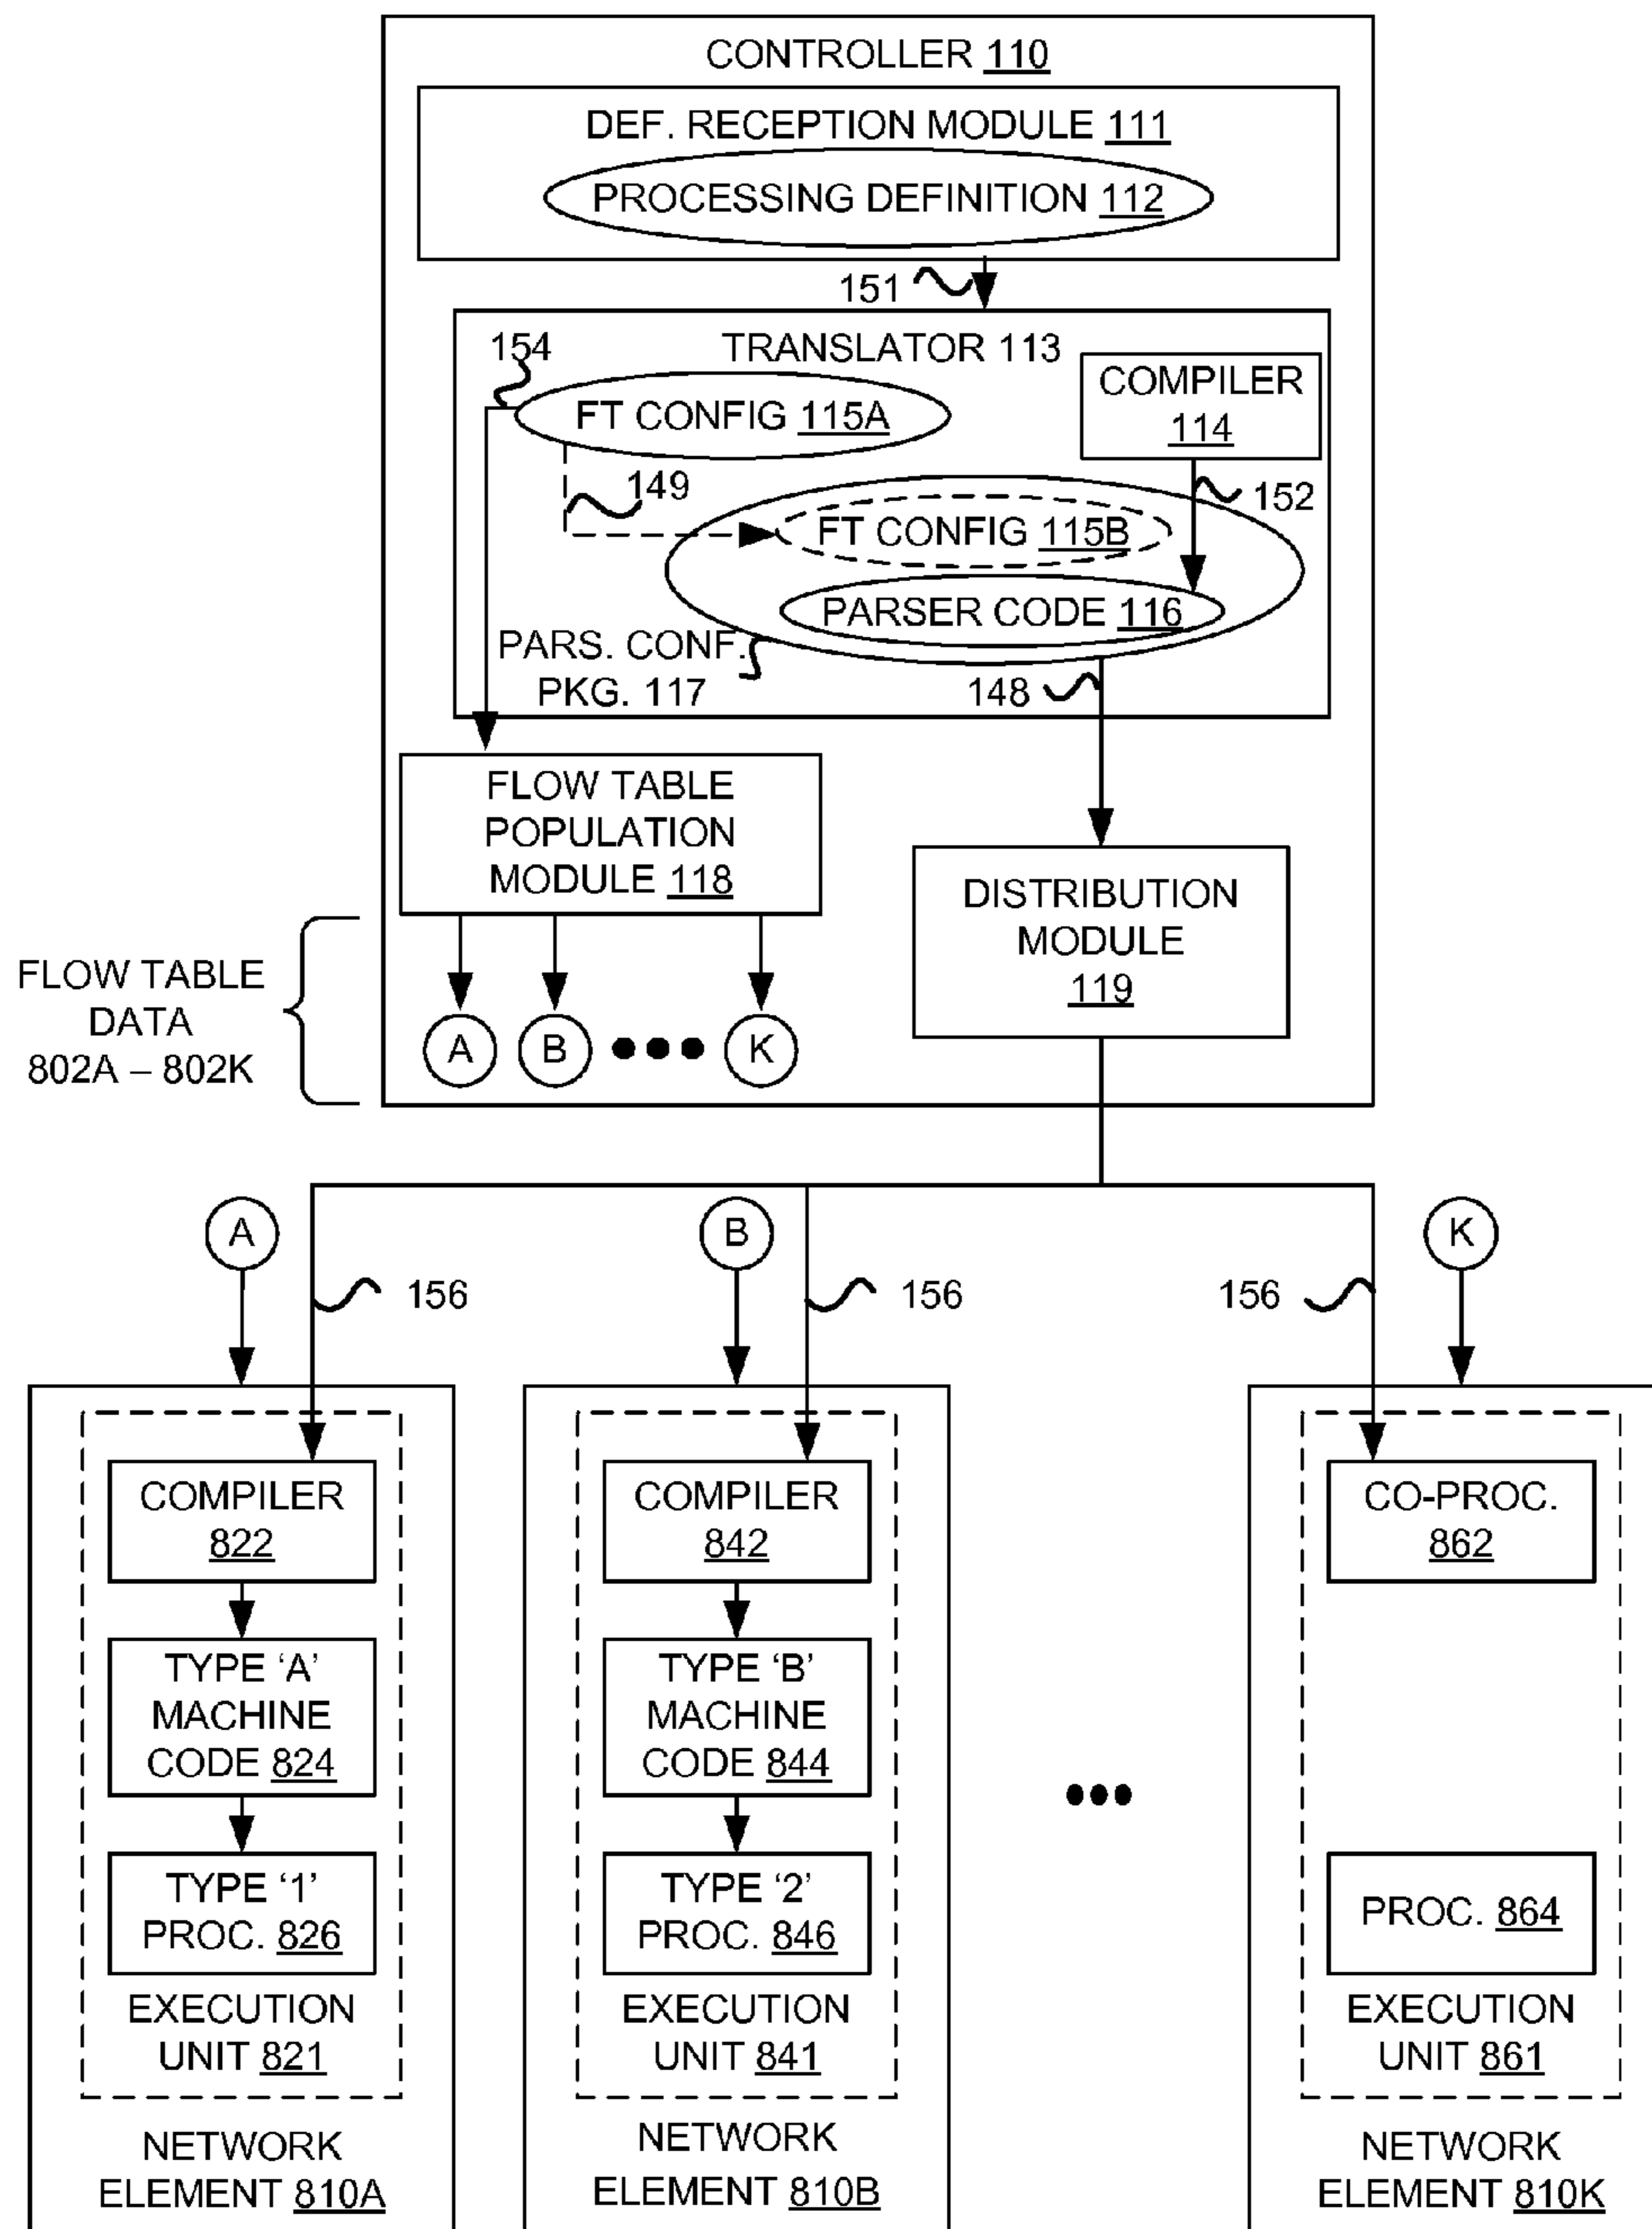 CONTROLLER 110
DEF. RECEPTION MODULE 111
PROCESSING DEFINITION 112
151
154
TRANSLATOR 113
COMPILER
114
FT CONFIG 115A
149
152
FT CONFIG 115B
PARSER CODE 116
PARS. CONF.
PKG. 117
148
FLOW TABLE
POPULATION
MODULE 118
DISTRIBUTION
MODULE
119
FLOW TABLE
DATA
802A – 802K
A
B
K
A
B
K
156
156
156
COMPILER
822
TYPE ‘A’
MACHINE
CODE 824
TYPE ‘1’
PROC. 826
EXECUTION
UNIT 821
NETWORK
ELEMENT 810A
COMPILER
842
TYPE ‘B’
MACHINE
CODE 844
TYPE ‘2’
PROC. 846
EXECUTION
UNIT 841
NETWORK
ELEMENT 810B
CO-PROC.
862
PROC. 864
EXECUTION
UNIT 861
NETWORK
ELEMENT 810K